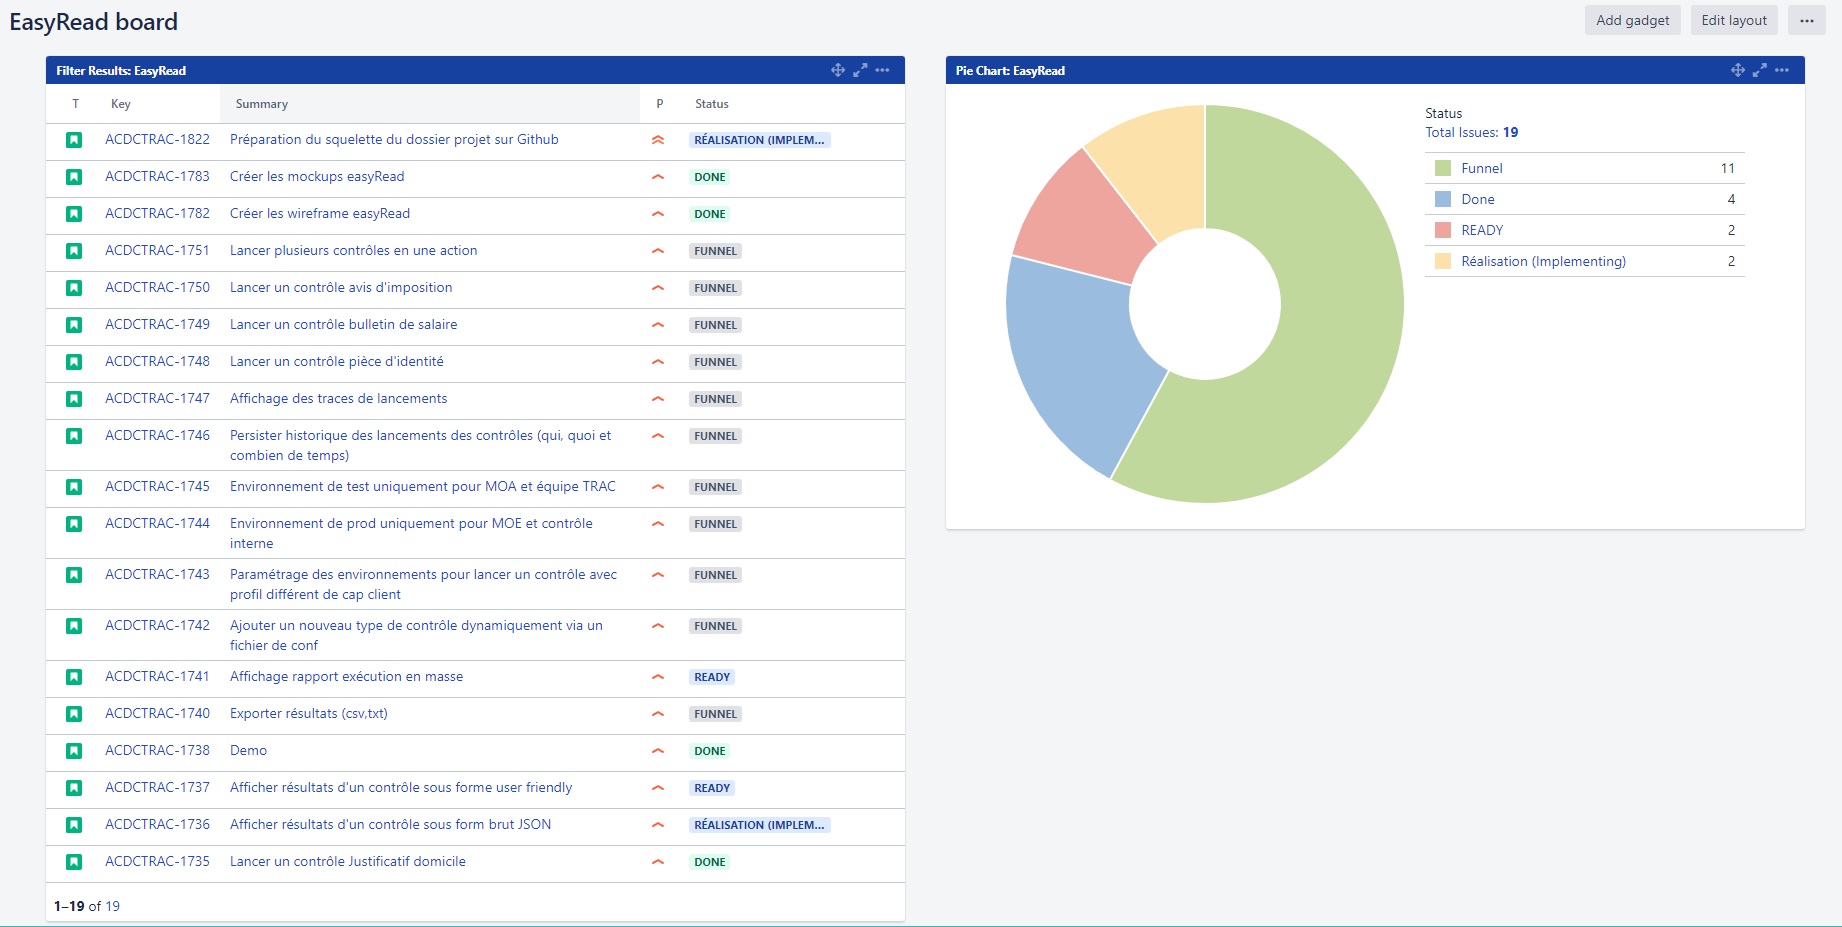 EasyRead board
Add gadget
Edit layout
Filter Results: EasyRead
T Key Summary P Status
ACDCTRAC-1822 Préparation du squelette du dossier projet sur Github RÉALISATION (IMPLEM...
ACDCTRAC-1783 Créer les mockups easyRead DONE
ACDCTRAC-1782 Créer les wireframe easyRead DONE
ACDCTRAC-1751 Lancer plusieurs contrôles en une action FUNNEL
ACDCTRAC-1750 Lancer un contrôle avis d'imposition FUNNEL
ACDCTRAC-1749 Lancer un contrôle bulletin de salaire FUNNEL
ACDCTRAC-1748 Lancer un contrôle pièce d'identité FUNNEL
ACDCTRAC-1747 Affichage des traces de lancements FUNNEL
ACDCTRAC-1746 Persister historique des lancements des contrôles (qui, quoi et FUNNEL
combien de temps)
ACDCTRAC-1745 Environnement de test uniquement pour MOA et équipe TRAC FUNNEL
ACDCTRAC-1744 Environnement de prod uniquement pour MOE et contrôle FUNNEL
interne
ACDCTRAC-1743 Paramétrage des environnements pour lancer un contrôle avec FUNNEL
profil différent de cap client
ACDCTRAC-1742 Ajouter un nouveau type de contrôle dynamiquement via un FUNNEL
fichier de conf
ACDCTRAC-1741 Affichage rapport exécution en masse READY
ACDCTRAC-1740 Exporter résultats (csv,txt) FUNNEL
ACDCTRAC-1738 Demo DONE
ACDCTRAC-1737 Afficher résultats d'un contrôle sous forme user friendly READY
ACDCTRAC-1736 Afficher résultats d'un contrôle sous form brut JSON RÉALISATION (IMPLEM...
ACDCTRAC-1735 Lancer un contrôle Justificatif domicile DONE
1–19 of 19
Pie Chart: EasyRead
Status
Total Issues: 19
Funnel 11
Done 4
READY 2
Réalisation (Implementing) 2